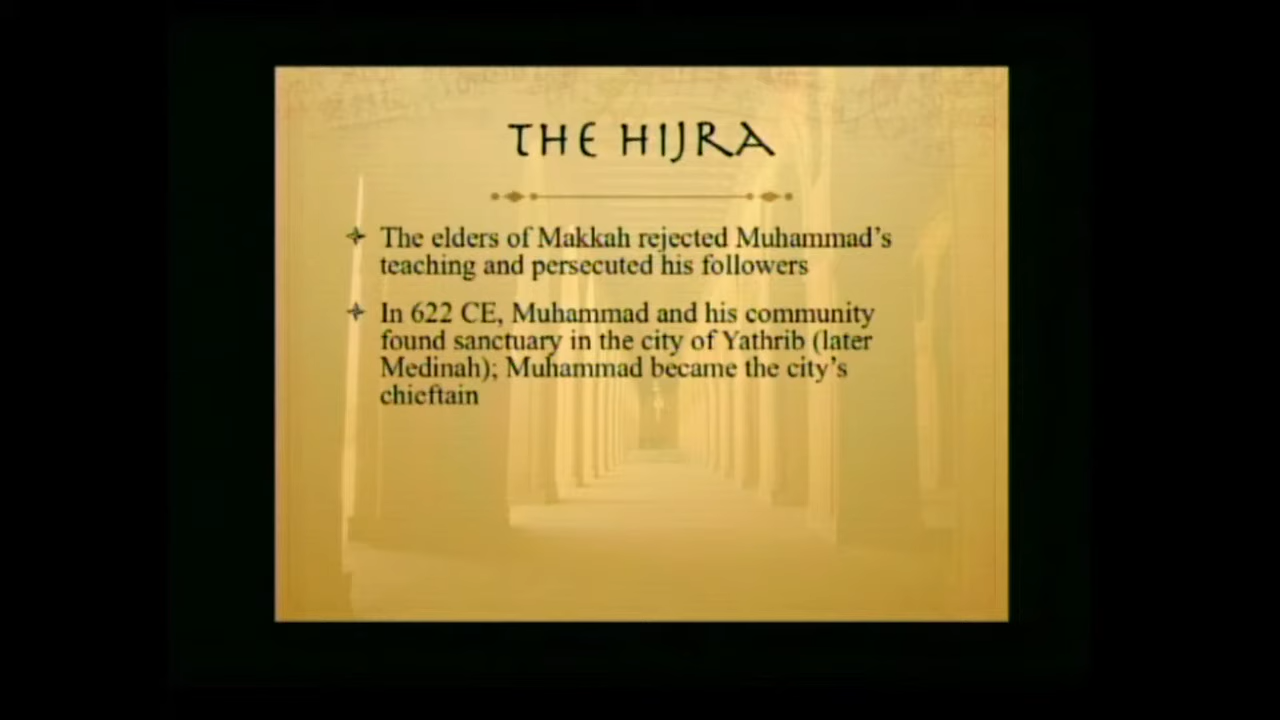 THE HIJRA
The elders of Makkah rejected Muhammad's
teaching and persecuted his followers
In 622 CE, Muhammad and his community
found sanctuary in the city of Yathrib (later
Medinah); Muhammad became the city's
chieftain